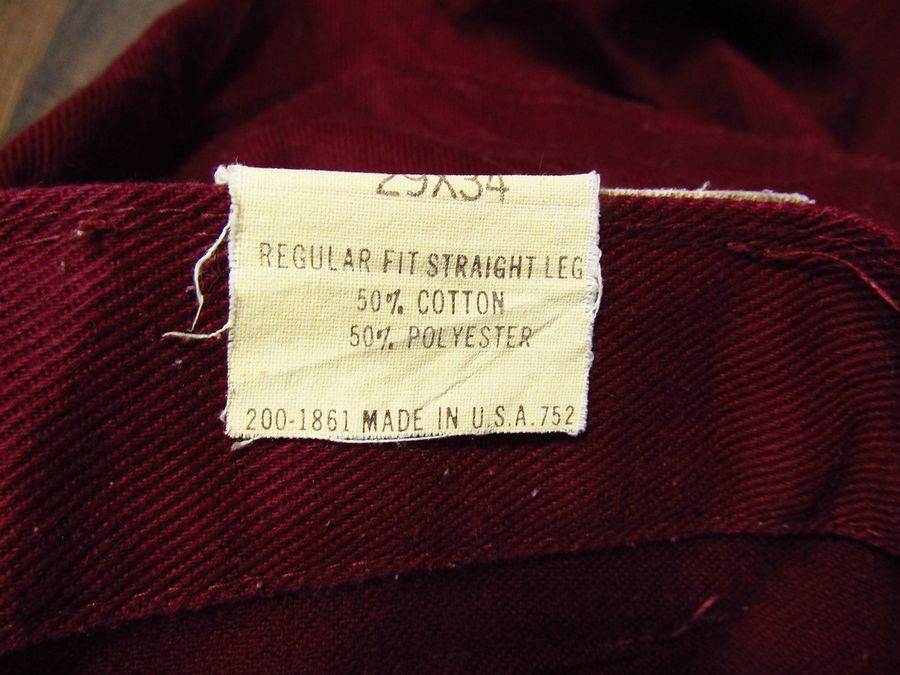 29X34
REGULAR FIT STRAIGHT LEG
50% COTTON
50% POLYESTER
200-1861 MADE IN U.S.A. 752